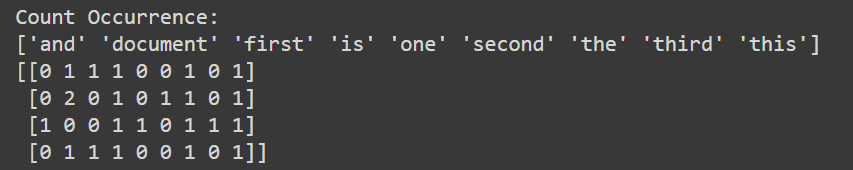 Count Occurrence:
['and' 'document' 'first' 'is' 'one' 'second' 'the' 'third' 'this']
[[0 1 1 1 0 0 1 0 1]
 [0 2 0 1 0 1 1 0 1]
 [1 0 0 1 1 0 1 1 1]
 [0 1 1 1 0 0 1 0 1]]